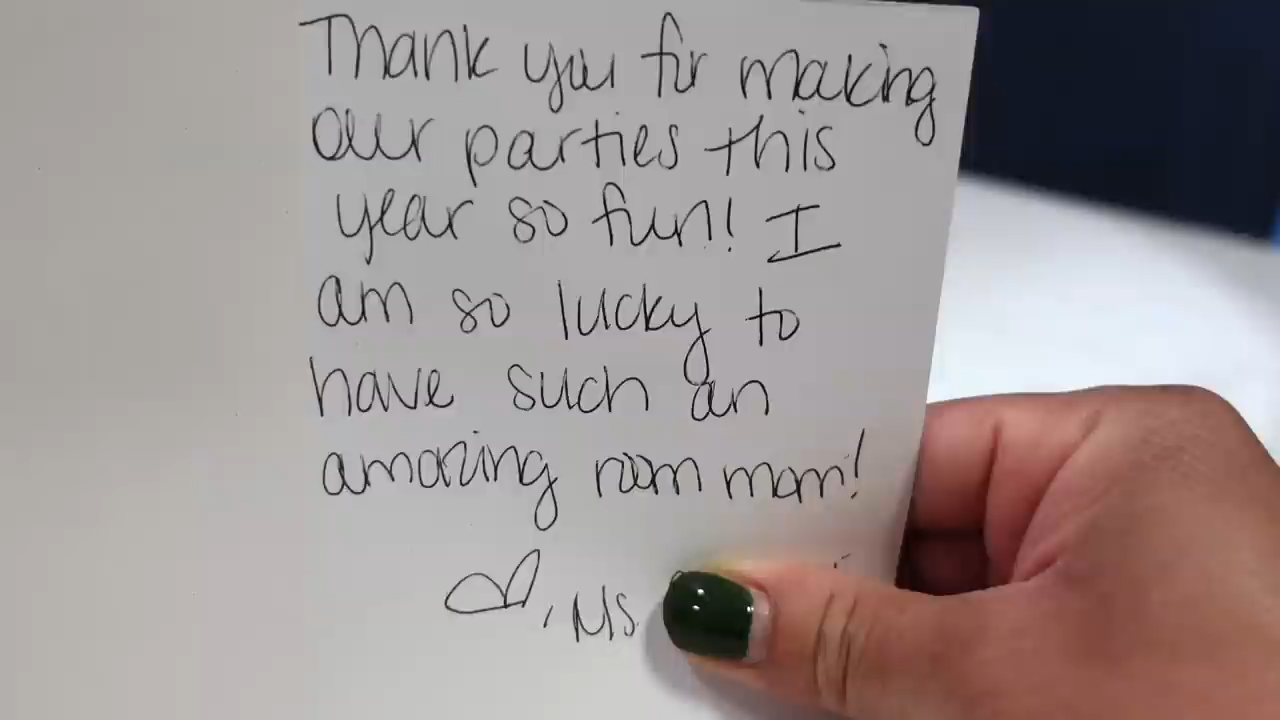 Thank you for making
our parties this
year so fun! I
am so lucky to
have such an
amazing room mom!
♡, Ms.